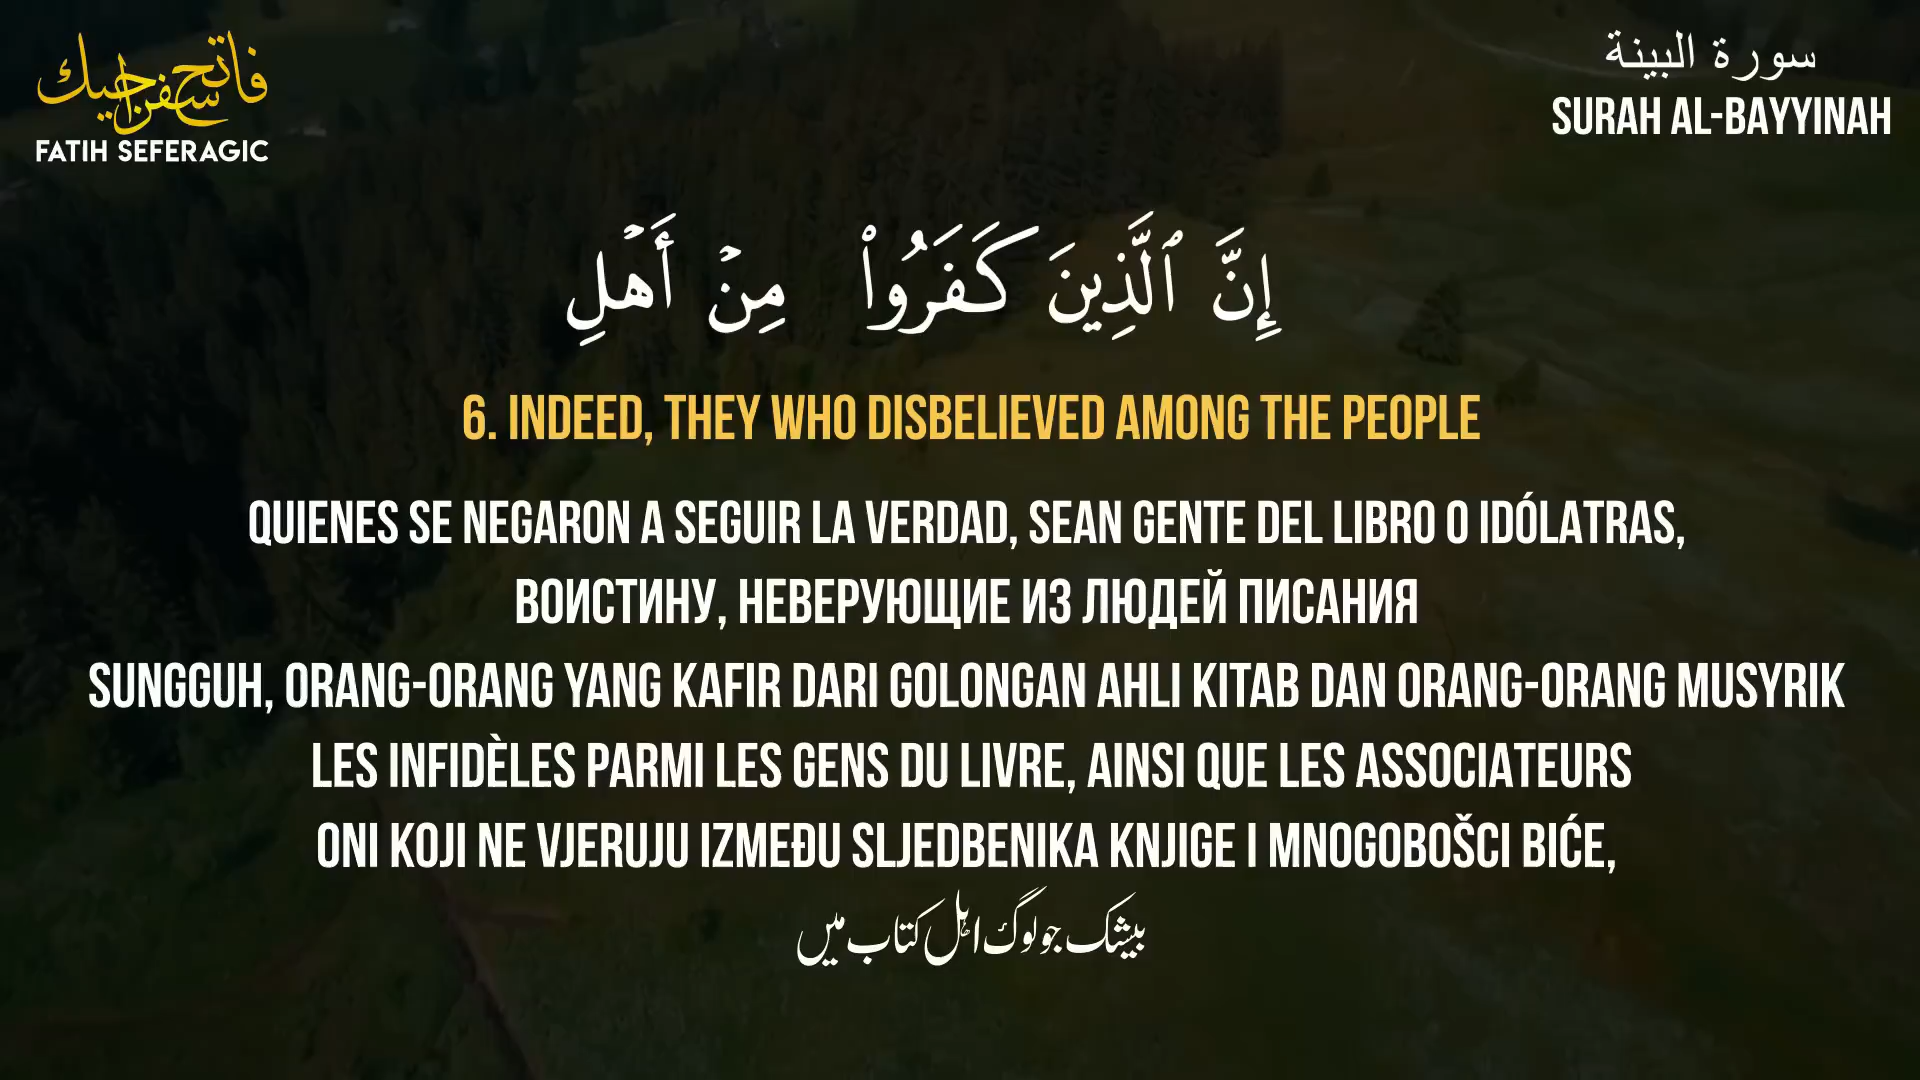 فاتح سفراجيك
FATIH SEFERAGIC
سورة البينة
SURAH AL-BAYYINAH
إِنَّ ٱلَّذِينَ كَفَرُوا۟ مِنْ أَهْلِ
6. INDEED, THEY WHO DISBELIEVED AMONG THE PEOPLE
QUIENES SE NEGARON A SEGUIR LA VERDAD, SEAN GENTE DEL LIBRO O IDÓLATRAS,
ВОИСТИНУ, НЕВЕРУЮЩИЕ ИЗ ЛЮДЕЙ ПИСАНИЯ
SUNGGUH, ORANG-ORANG YANG KAFIR DARI GOLONGAN AHLI KITAB DAN ORANG-ORANG MUSYRIK
LES INFIDÈLES PARMI LES GENS DU LIVRE, AINSI QUE LES ASSOCIATEURS
ONI KOJI NE VJERUJU IZMEĐU SLJEDBENIKA KNJIGE I MNOGOBOŠCI BIĆE,
بیشک جو لوگ اہل کتاب میں